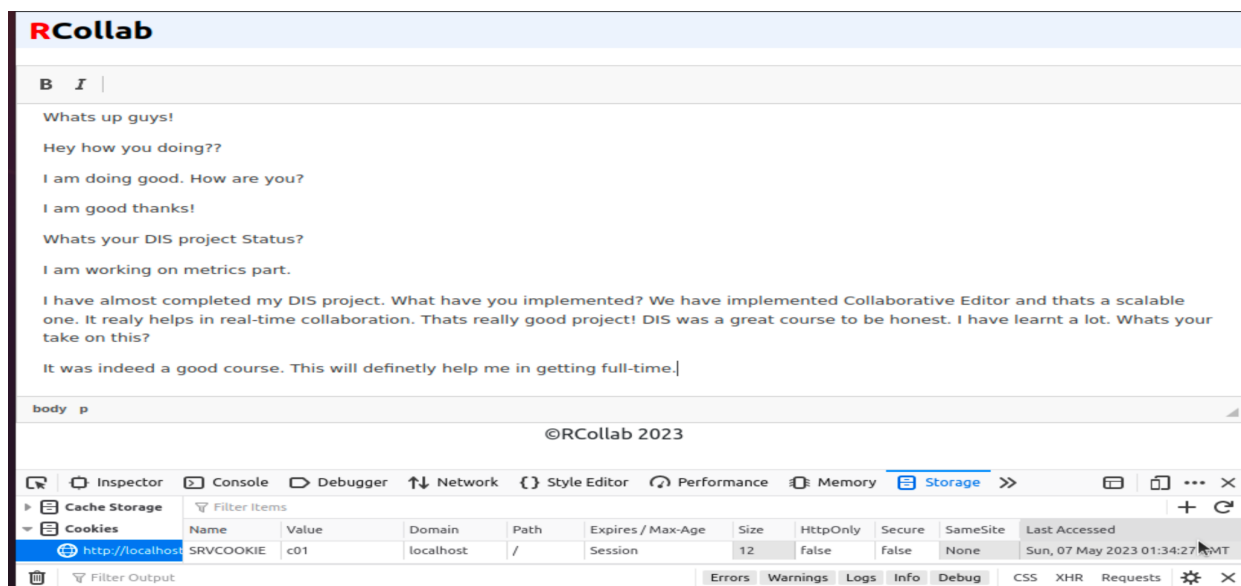 RCollab
B I
Whats up guys!
Hey how you doing??
I am doing good. How are you?
I am good thanks!
Whats your DIS project Status?
I am working on metrics part.
I have almost completed my DIS project. What have you implemented? We have implemented Collaborative Editor and thats a scalable
one. It realy helps in real-time collaboration. Thats really good project! DIS was a great course to be honest. I have learnt a lot. Whats your
take on this?
It was indeed a good course. This will definetly help me in getting full-time.
body p
©RCollab 2023
Inspector Console Debugger Network {} Style Editor Performance Memory Storage
Cache Storage Filter Items
Cookies Name Value Domain Path Expires / Max-Age Size HttpOnly Secure SameSite Last Accessed
http://localhost SRVCOOKIE c01 localhost / Session 12 false false None Sun, 07 May 2023 01:34:27 GMT
Filter Output Errors Warnings Logs Info Debug CSS XHR Requests